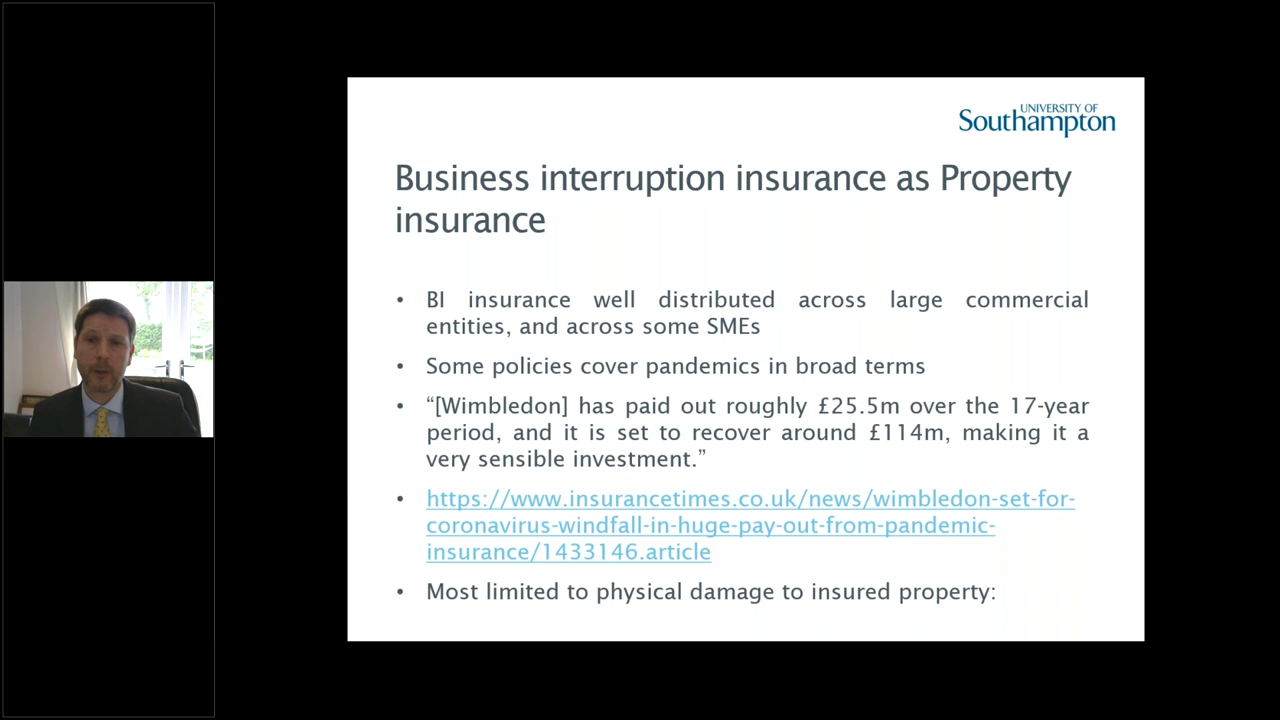 UNIVERSITY OF
Southampton
Business interruption insurance as Property
insurance
• BI insurance well distributed across large commercial
entities, and across some SMEs
• Some policies cover pandemics in broad terms
• “[Wimbledon] has paid out roughly £25.5m over the 17-year
period, and it is set to recover around £114m, making it a
very sensible investment.”
• https://www.insurancetimes.co.uk/news/wimbledon-set-for-
coronavirus-windfall-in-huge-pay-out-from-pandemic-
insurance/1433146.article
• Most limited to physical damage to insured property: